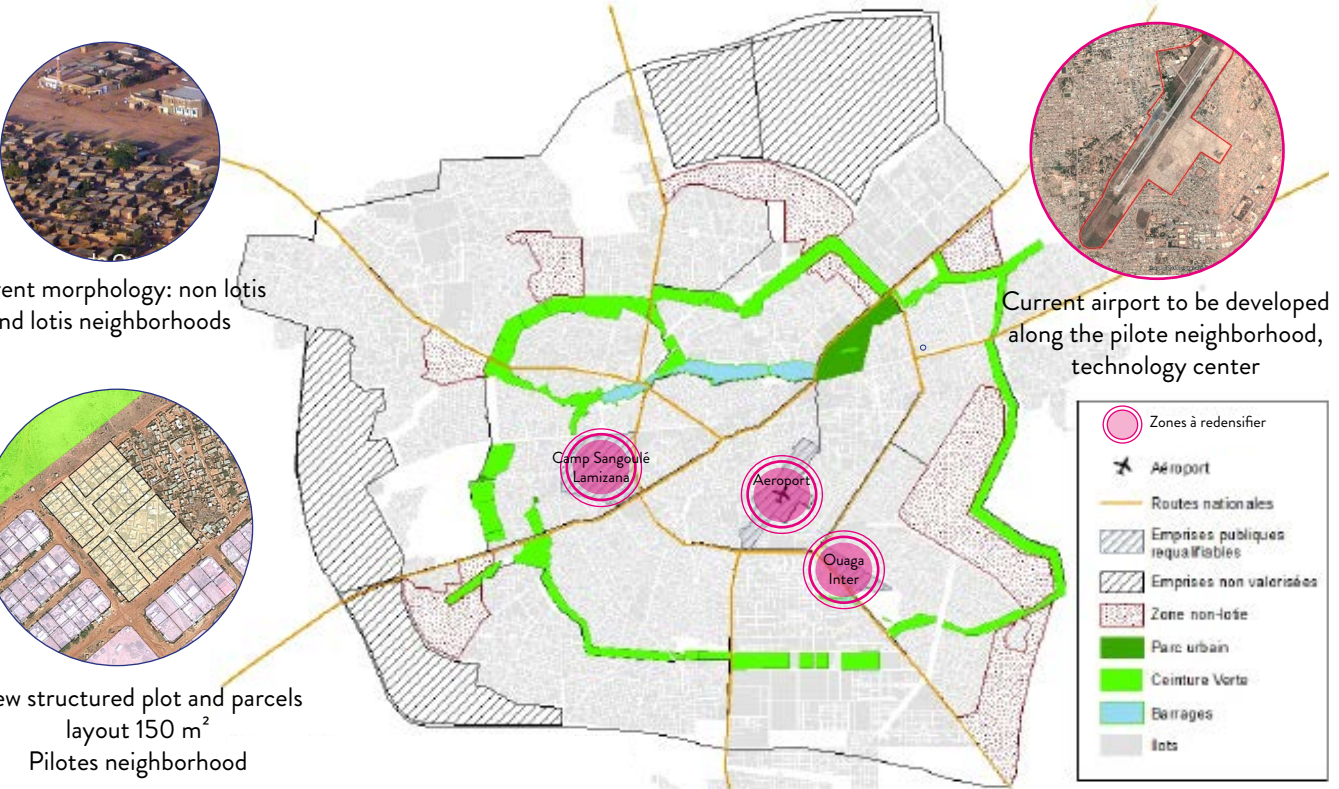 ent morphology: non lotis
nd lotis neighborhoods
ew structured plot and parcels
layout 150 m²
Pilotes neighborhood
Camp Sangoulé
Lamizana
Aeroport
Ouaga
Inter
Current airport to be developed
along the pilote neighborhood,
technology center
Zones à redensifier
Aéroport
Routes nationales
Emprises publiques
requalifiables
Emprises non valorisées
Zone non-lotie
Parc urbain
Ceinture Verte
Barrages
Ilots